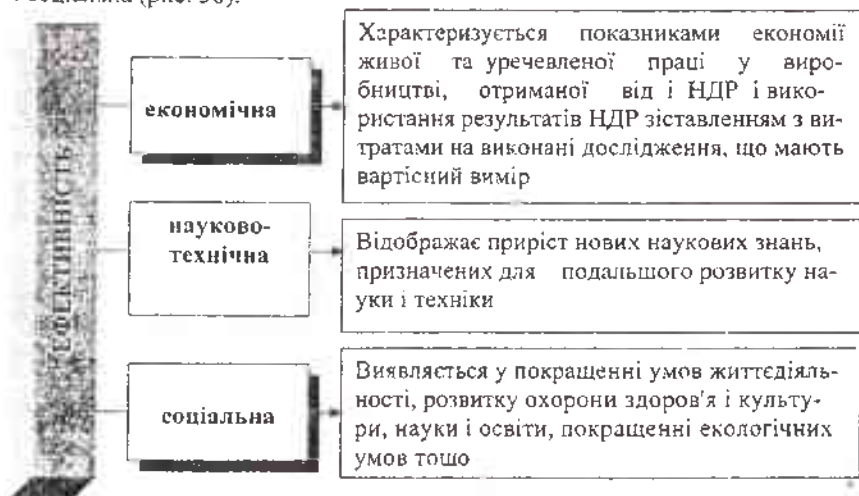 (рис. 50).
ЕФЕКТИВНІСТЬ
економічна
Характеризується показниками економії
живої та уречевленої праці у виро-
бництві, отриманої від і НДР і вико-
ристання результатів НДР зіставленням з ви-
тратами на виконані дослідження, що мають
вартісний вимір
науково-
технічна
Відображає приріст нових наукових знань,
призначених для подальшого розвитку на-
уки і техніки
соціальна
Виявляється у покращенні умов життєдіяль-
ності, розвитку охорони здоров'я і культу-
ри, науки і освіти, покращенні екологічних
умов тощо